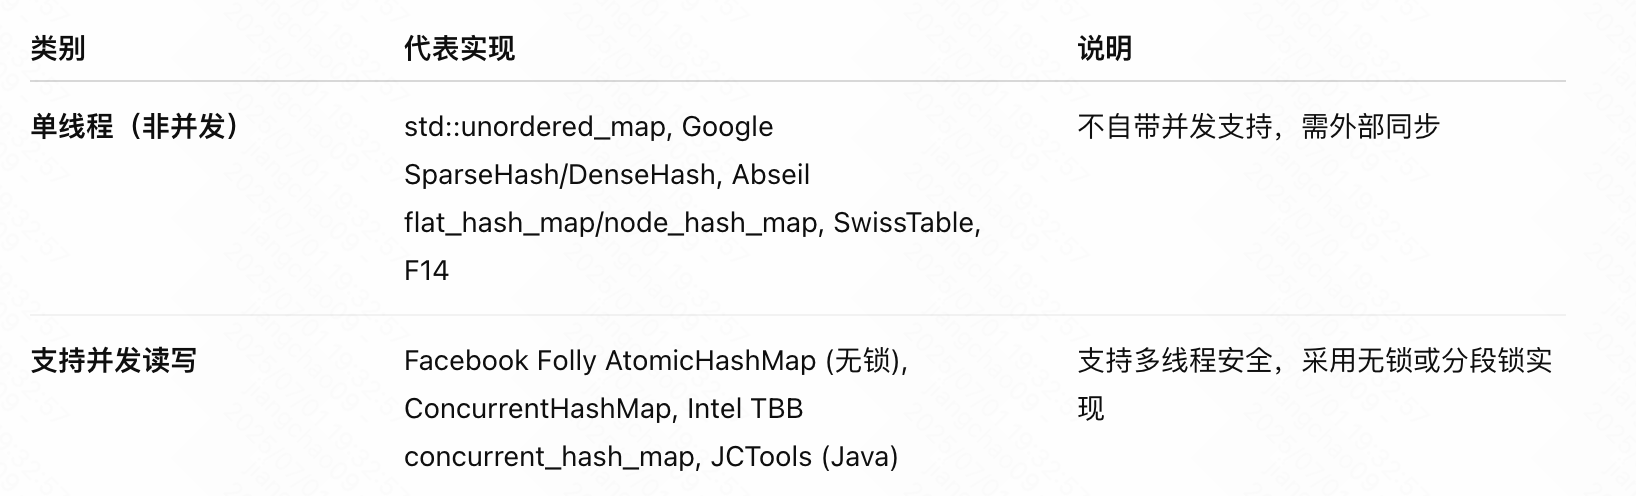 类别 代表实现 说明
单线程（非并发） std::unordered_map, Google 不自带并发支持，需外部同步
SparseHash/DenseHash, Abseil
flat_hash_map/node_hash_map, SwissTable,
F14
支持并发读写 Facebook Folly AtomicHashMap (无锁), 支持多线程安全，采用无锁或分段锁实
ConcurrentHashMap, Intel TBB 现
concurrent_hash_map, JCTools (Java)